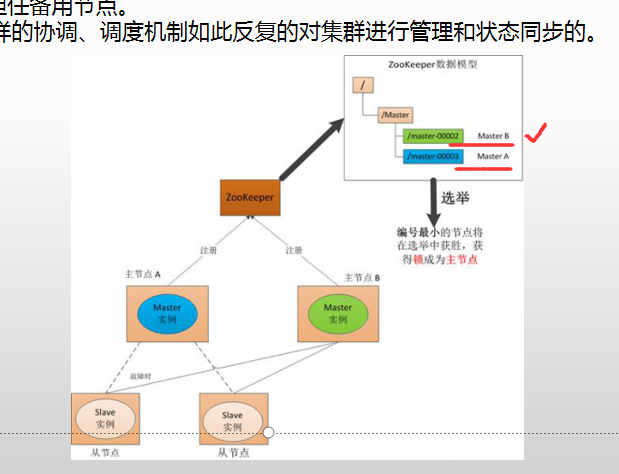 担任备用节点。
样的协调、调度机制如此反复的对集群进行管理和状态同步的。
ZooKeeper数据模型
/
/Master
/master-00002 Master B
/master-00003 Master A
ZooKeeper
选举
编号最小的节点将
在选举中获胜，获
得锁成为主节点
注册
注册
主节点 A
主节点 B
Master
实例
Master
实例
故障时
Slave
实例
Slave
实例
从节点
从节点